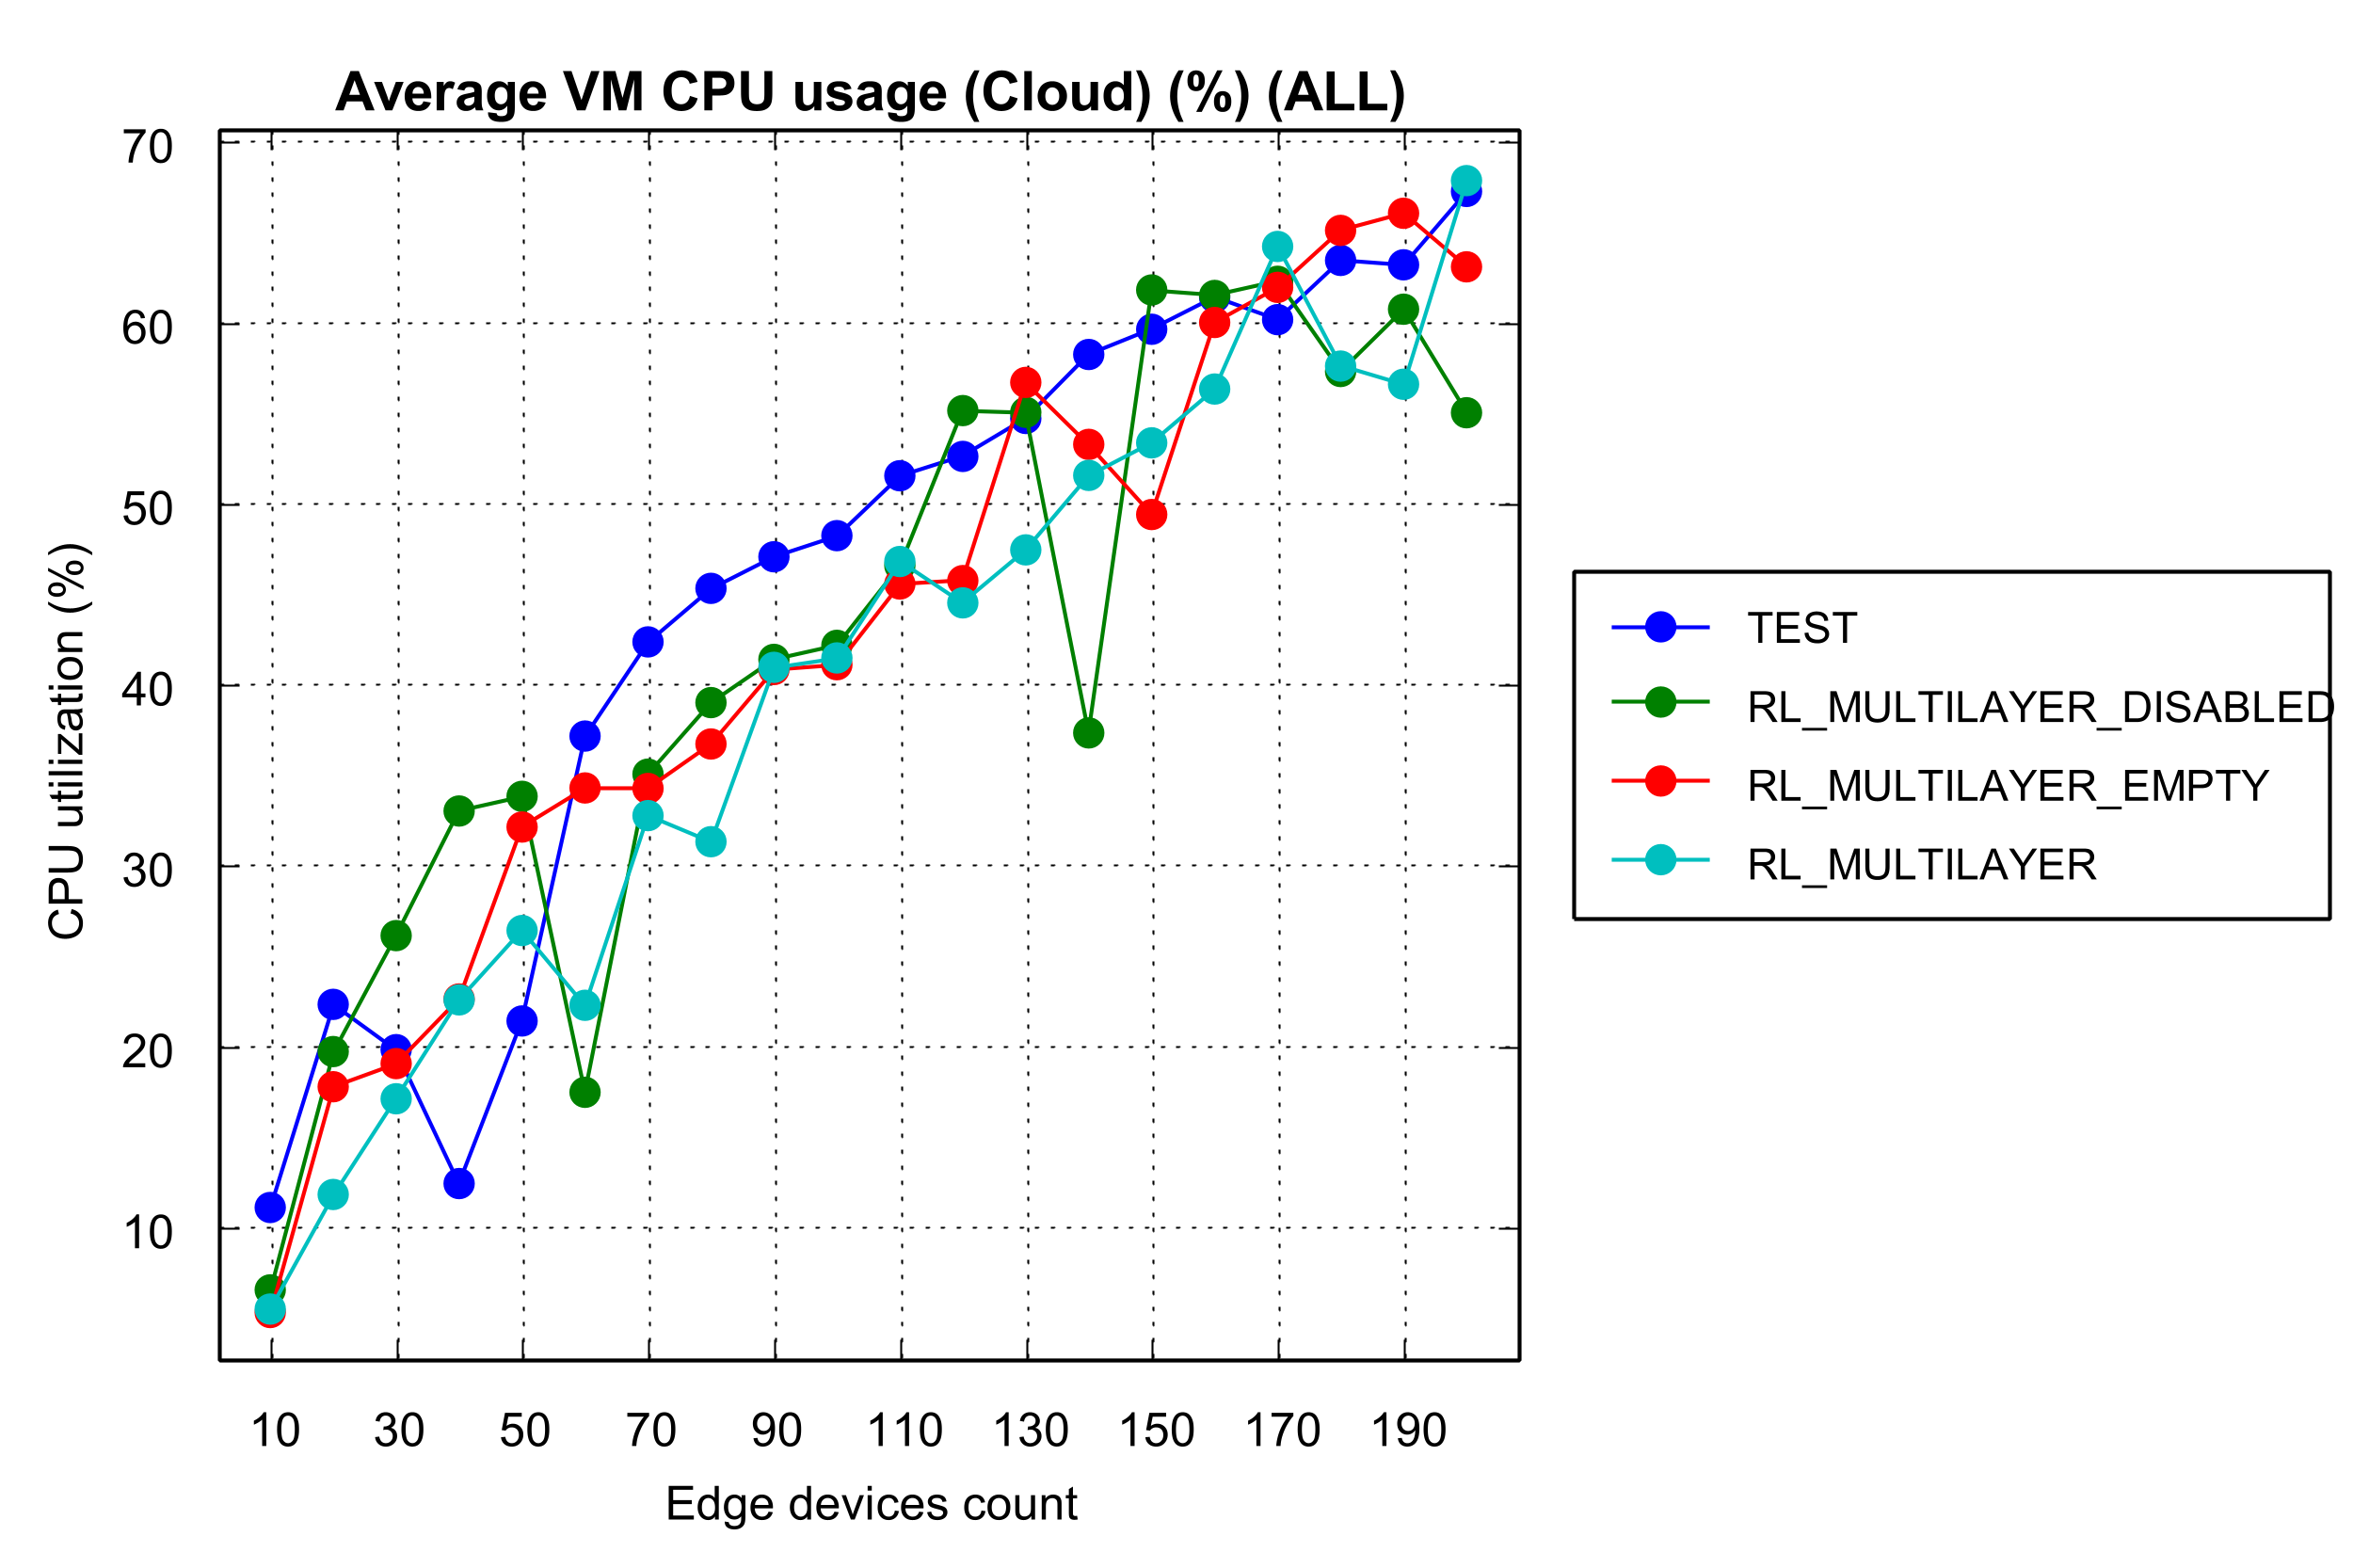 Average VM CPU usage (Cloud) (%) (ALL)
70
60
50
40
30
20
10
CPU utilization (%)
10 30 50 70 90 110 130 150 170 190
Edge devices count
TEST
RL_MULTILAYER_DISABLED
RL_MULTILAYER_EMPTY
RL_MULTILAYER